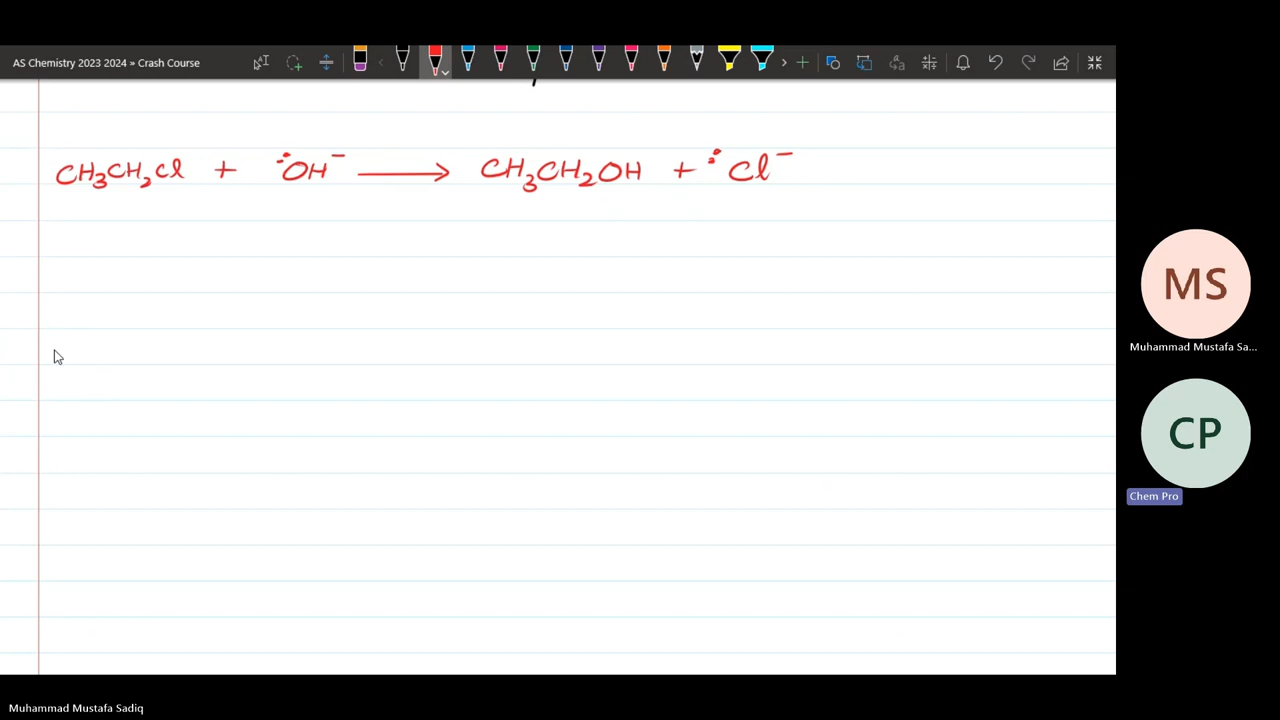 AS Chemistry 2023 2024 » Crash Course
CH₃CH₂Cl + :OH⁻ ⟶ CH₃CH₂OH + :Cl⁻
MS
Muhammad Mustafa Sa...
CP
Chem Pro
Muhammad Mustafa Sadiq